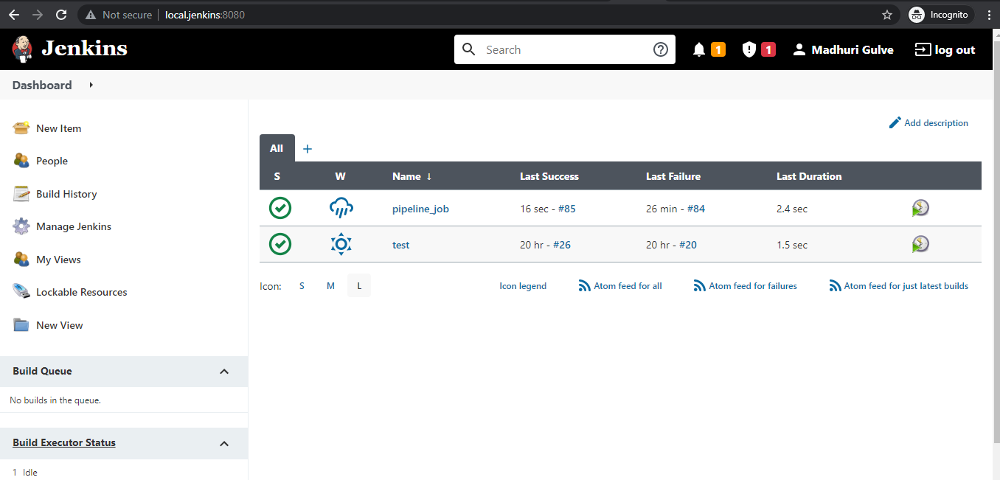 Not secure local.jenkins:8080 Incognito
Jenkins Search 1 1 Madhuri Gulve log out
Dashboard
New Item
People
Build History
Manage Jenkins
My Views
Lockable Resources
New View
Build Queue
No builds in the queue.
Build Executor Status
1 Idle
Add description
All +
S W Name ↓ Last Success Last Failure Last Duration
pipeline_job 16 sec - #85 26 min - #84 2.4 sec
test 20 hr - #26 20 hr - #20 1.5 sec
Icon: S M L Icon legend Atom feed for all Atom feed for failures Atom feed for just latest builds